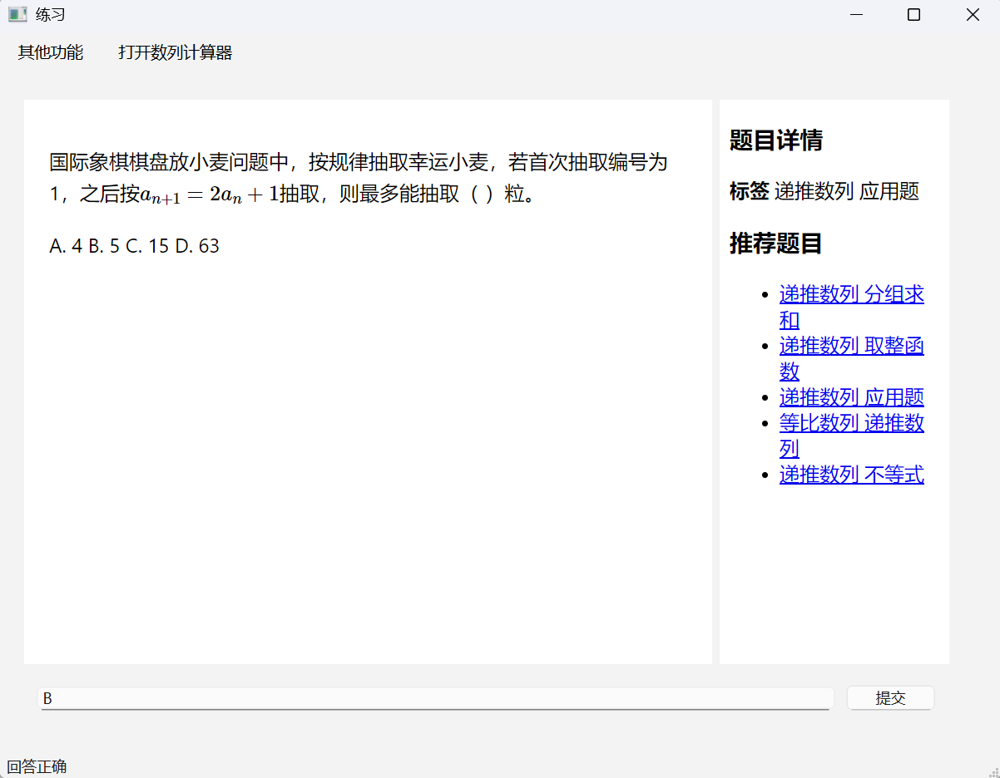 练习
其他功能 打开数列计算器
国际象棋棋盘放小麦问题中，按规律抽取幸运小麦，若首次抽取编号为
1，之后按aₙ₊₁ = 2aₙ + 1抽取，则最多能抽取（ ）粒。
A. 4 B. 5 C. 15 D. 63
题目详情
标签 递推数列 应用题
推荐题目
递推数列 分组求
和
递推数列 取整函
数
递推数列 应用题
等比数列 递推数
列
递推数列 不等式
B
提交
回答正确